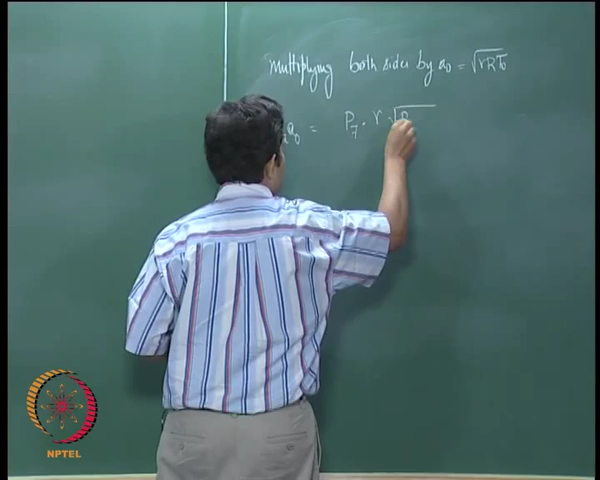 Multiplying both sides by a₀ = √γRT₀
a₀ = P₇ . γ √
NPTEL